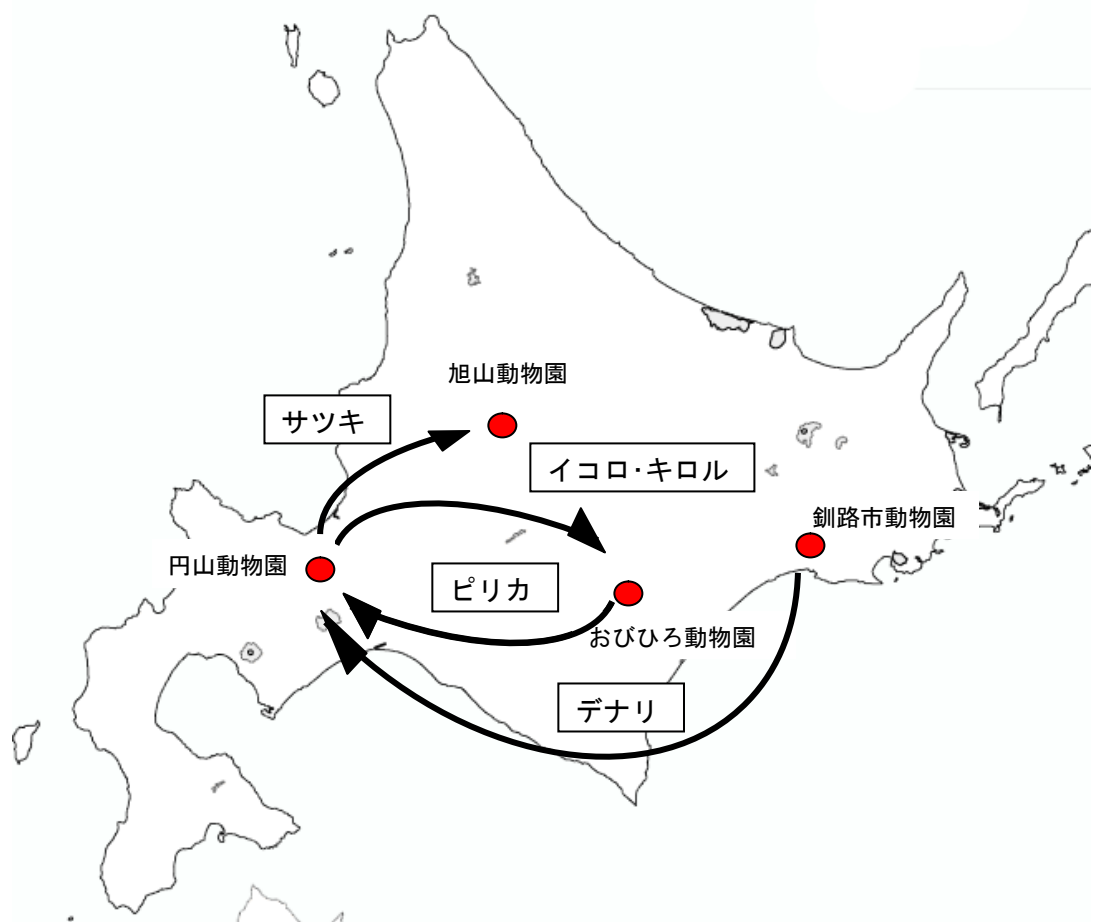 旭山動物園
サツキ
イコロ・キロル
釧路市動物園
円山動物園
ピリカ
おびひろ動物園
デナリ